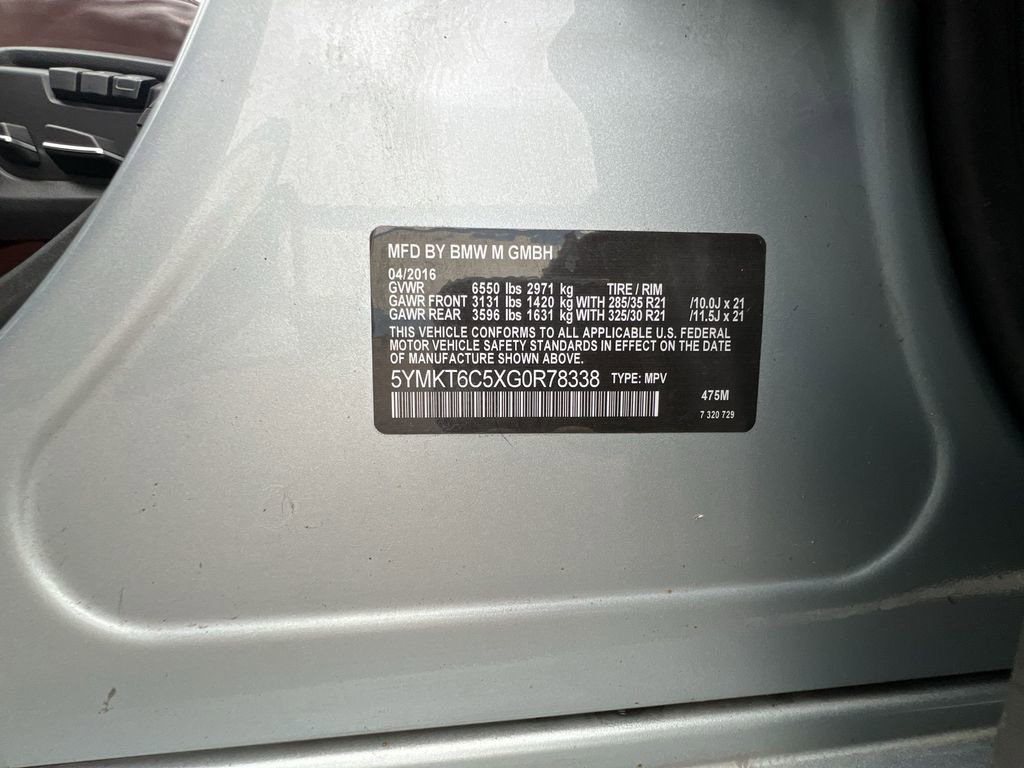 MFD BY BMW M GMBH
04/2016
GVWR 6550 lbs 2971 kg TIRE / RIM
GAWR FRONT 3131 lbs 1420 kg WITH 285/35 R21 /10.0J x 21
GAWR REAR 3596 lbs 1631 kg WITH 325/30 R21 /11.5J x 21
THIS VEHICLE CONFORMS TO ALL APPLICABLE U.S. FEDERAL
MOTOR VEHICLE SAFETY STANDARDS IN EFFECT ON THE DATE
OF MANUFACTURE SHOWN ABOVE.
5YMKT6C5XG0R78338 TYPE: MPV
475M
7 320 729